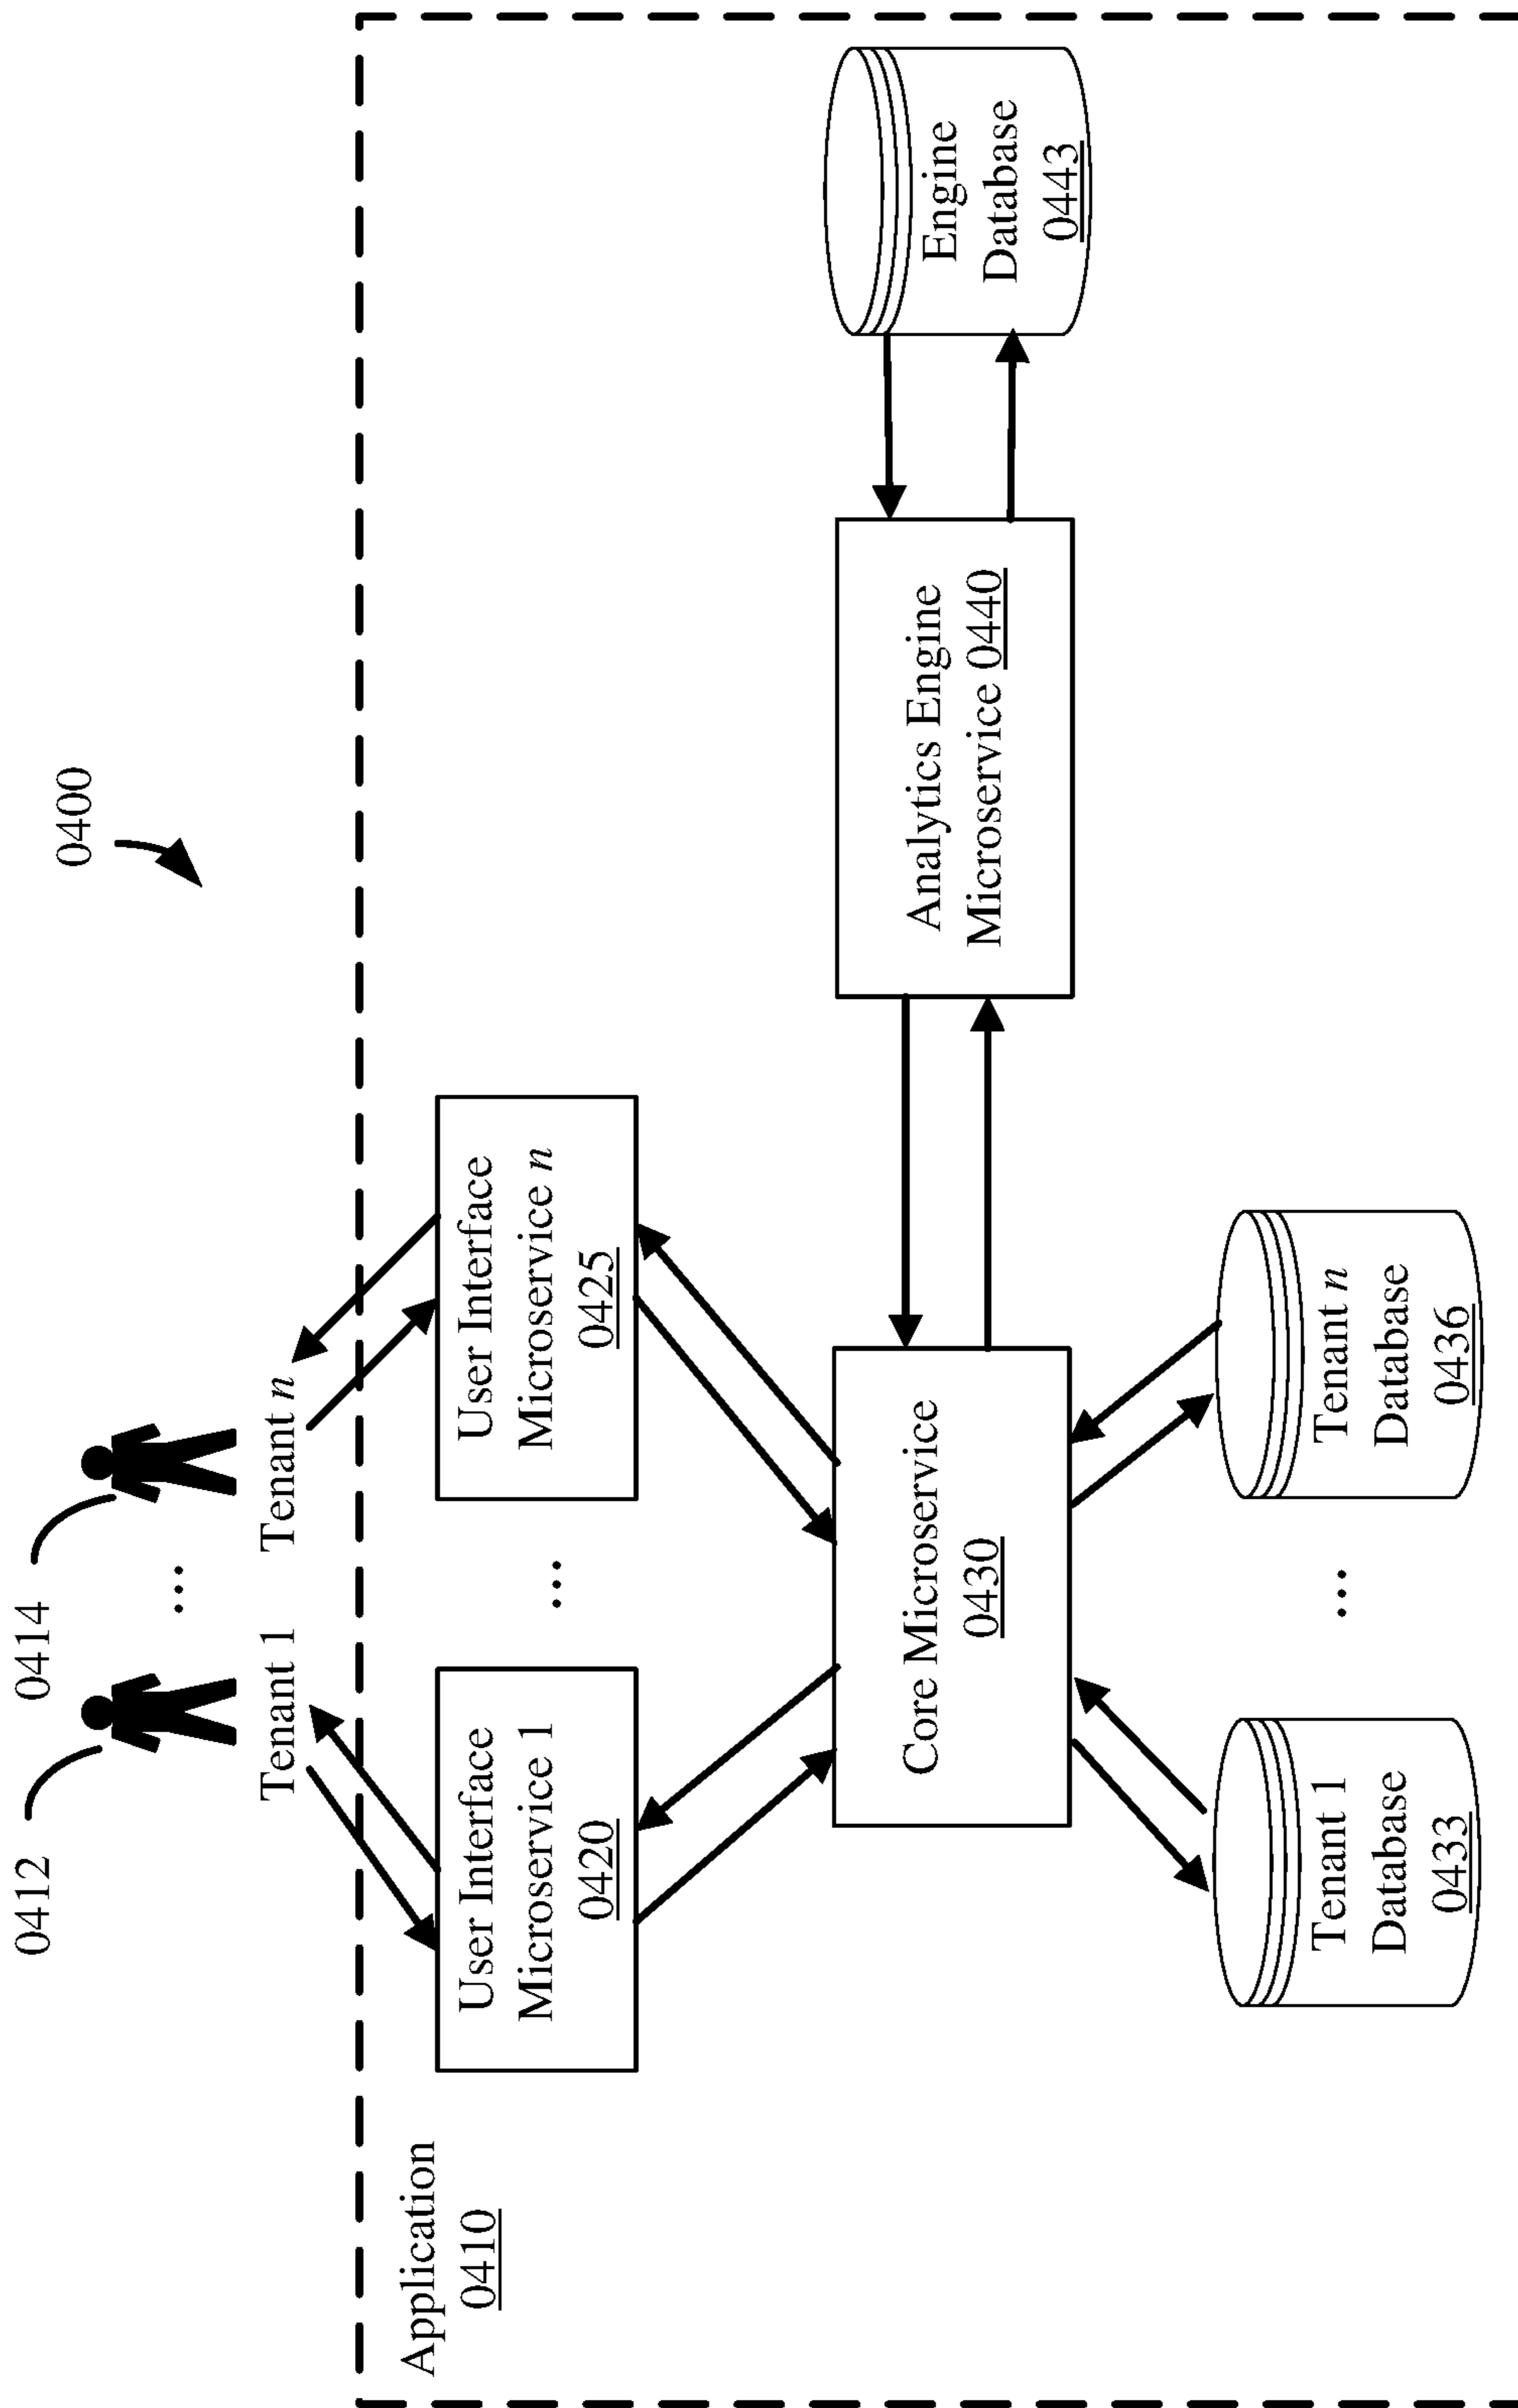 0400
0412
0414
...
Tenant 1
Tenant n
Application
0410
User Interface
Microservice 1
0420
...
User Interface
Microservice n
0425
Core Microservice
0430
Analytics Engine
Microservice 0440
Engine
Database
0443
Tenant 1
Database
0433
...
Tenant n
Database
0436